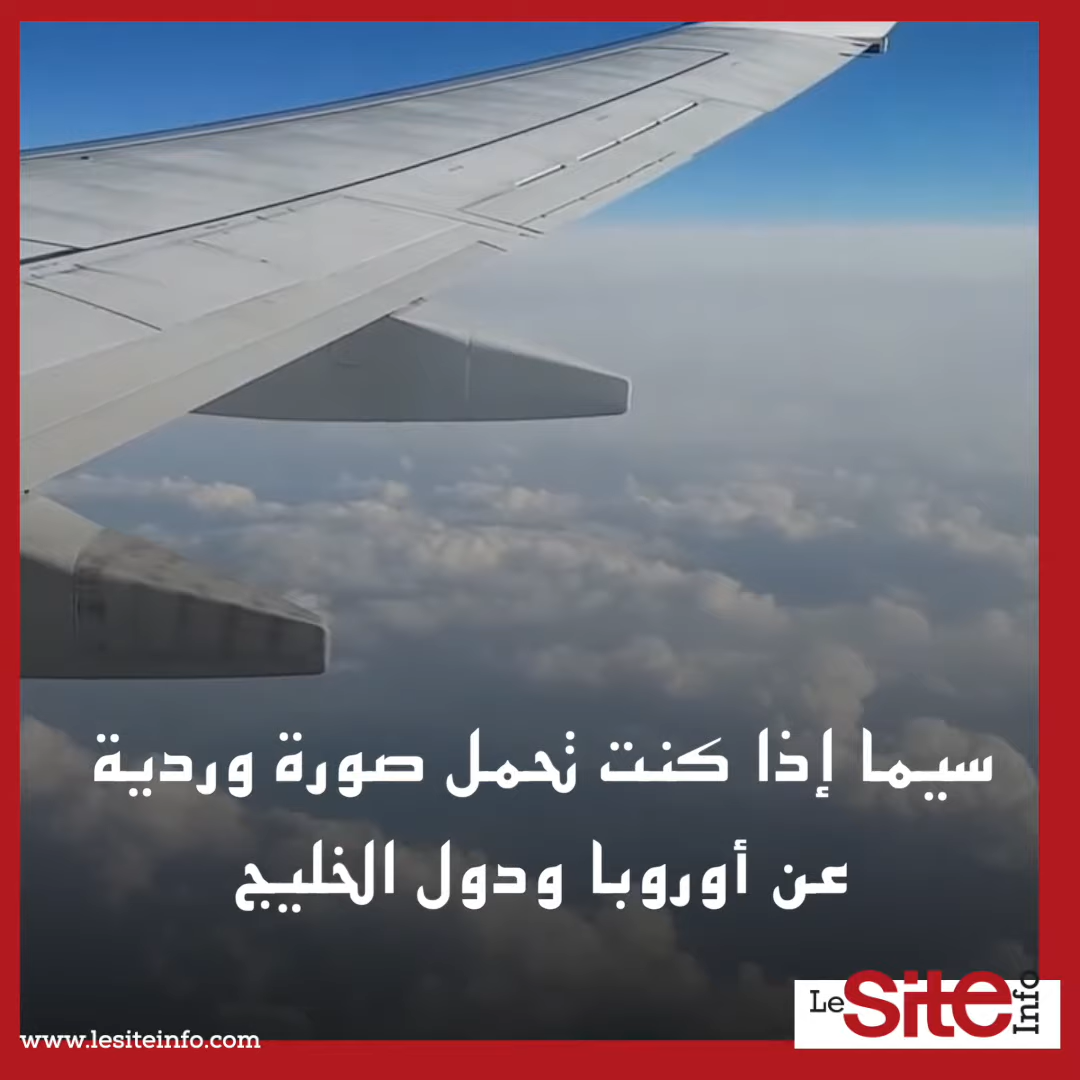 سيما إذا كنت تحمل صورة وردية
عن أوروبا ودول الخليج
www.lesiteinfo.com
Le Site Info